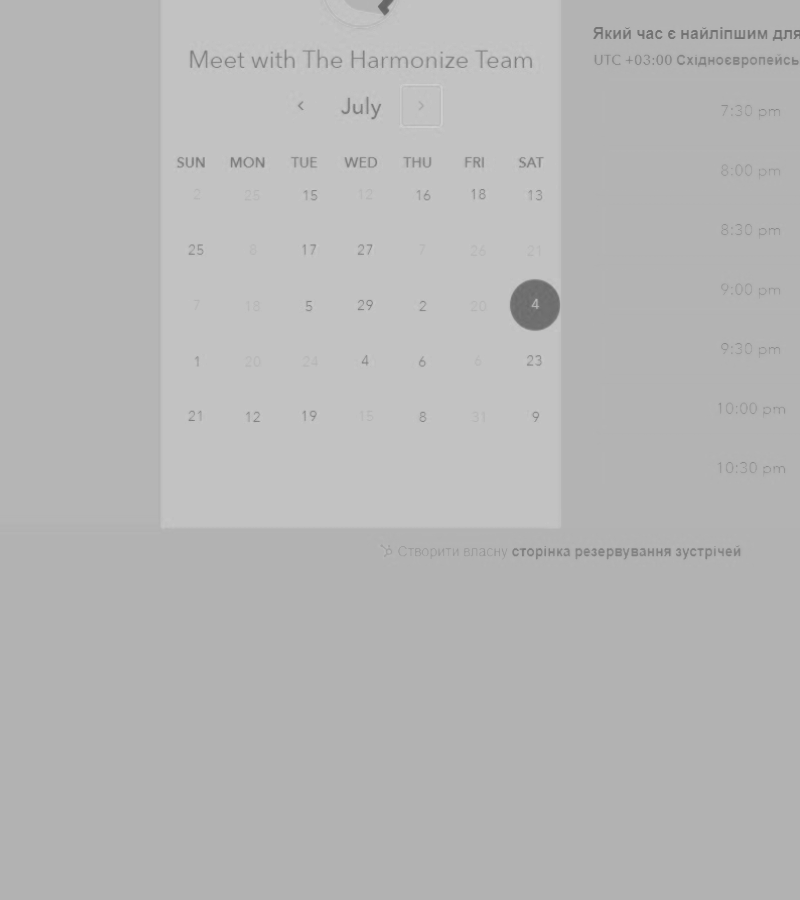 Meet with The Harmonize Team
July
SUN MON TUE WED THU FRI SAT
2 25 15 12 16 18 13
25 8 17 27 7 26 21
7 18 5 29 2 20 4
1 20 24 4 6 6 23
21 12 19 15 8 31 9
Який час є найліпшим для
UTC +03:00 Східноєвропейсь
7:30 pm
8:00 pm
8:30 pm
9:00 pm
9:30 pm
10:00 pm
10:30 pm
Створити власну сторінка резервування зустрічей